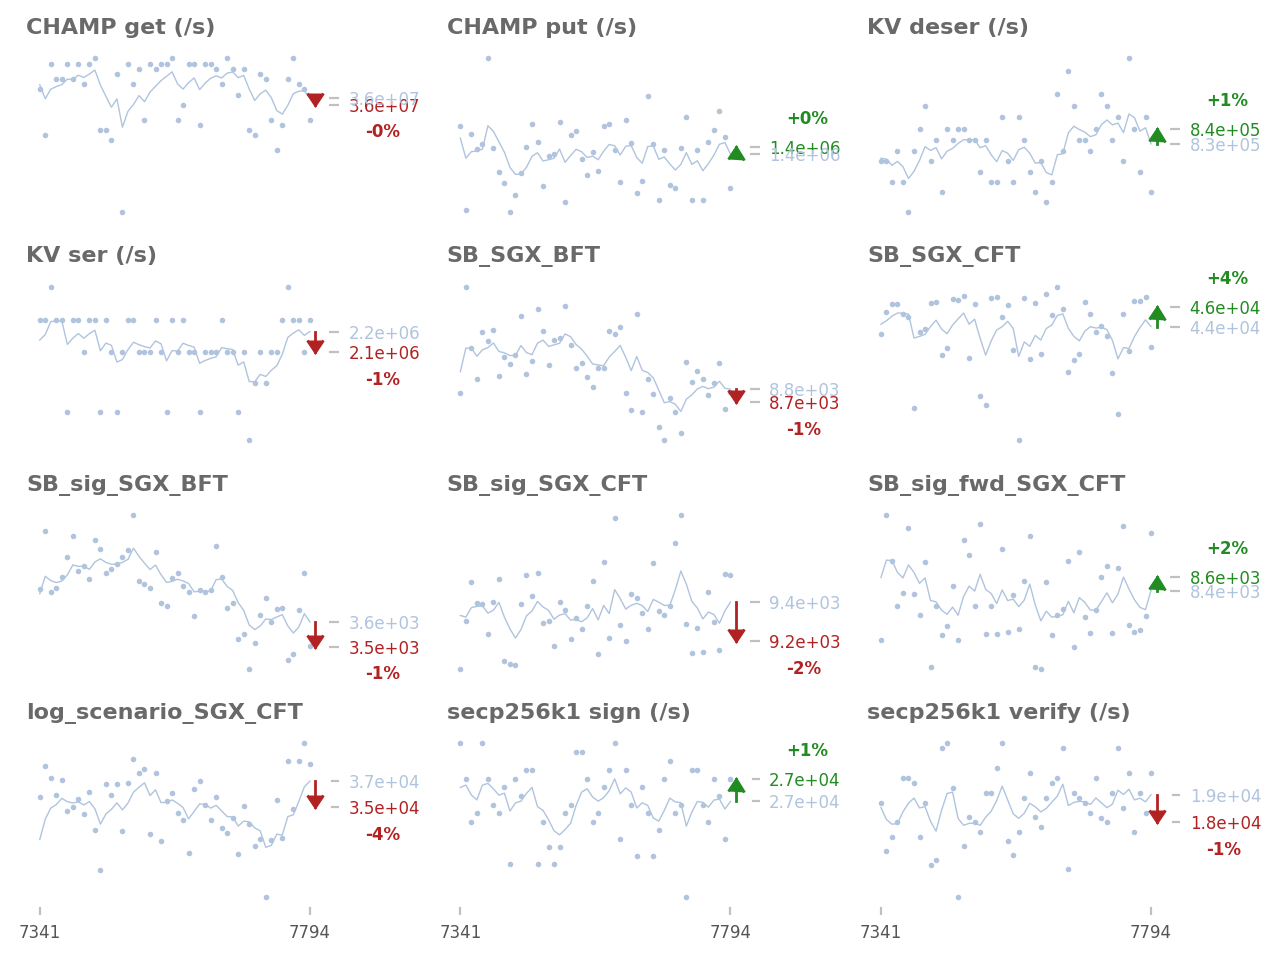 CHAMP get (/s)
3.6e+07
3.6e+07
-0%
CHAMP put (/s)
+0%
1.4e+06
1.4e+06
KV deser (/s)
+1%
8.4e+05
8.3e+05
KV ser (/s)
2.2e+06
2.1e+06
-1%
SB_SGX_BFT
8.8e+03
8.7e+03
-1%
SB_SGX_CFT
+4%
4.6e+04
4.4e+04
SB_sig_SGX_BFT
3.6e+03
3.5e+03
-1%
SB_sig_SGX_CFT
9.4e+03
9.2e+03
-2%
SB_sig_fwd_SGX_CFT
+2%
8.6e+03
8.4e+03
log_scenario_SGX_CFT
3.7e+04
3.5e+04
-4%
secp256k1 sign (/s)
+1%
2.7e+04
2.7e+04
secp256k1 verify (/s)
1.9e+04
1.8e+04
-1%
7341
7794
7341
7794
7341
7794